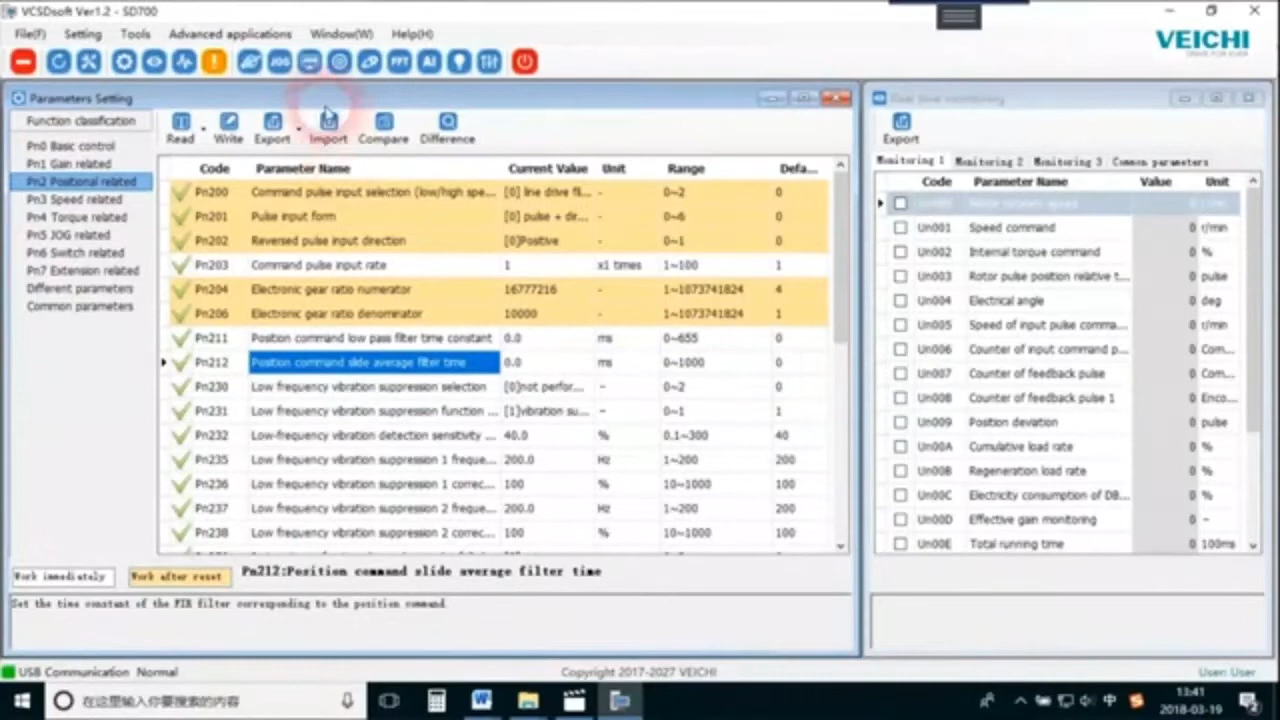 VCSDsoft Ver1.2 - SD700
File(F) Setting Tools Advanced applications Window(W) Help(H)
VEICHI
JOG FFT AI
Parameters Setting
Function classification
Pn0 Basic control
Pn1 Gain related
Pn2 Positional related
Pn3 Speed related
Pn4 Torque related
Pn5 JOG related
Pn6 Switch related
Pn7 Extension related
Different parameters
Common parameters
Read Write Export Import Compare Difference
Code Parameter Name Current Value Unit Range Defa...
Pn200 Command pulse input selection (low/high spe... [0] line drive fil... - 0~2 0
Pn201 Pulse input form [0] pulse + dir... - 0~6 0
Pn202 Reversed pulse input direction [0]Positive - 0~1 0
Pn203 Command pulse input rate 1 x1 times 1~100 1
Pn204 Electronic gear ratio numerator 16777216 - 1~1073741824 4
Pn206 Electronic gear ratio denominator 10000 - 1~1073741824 1
Pn211 Position command low pass filter time constant 0.0 ms 0~655 0
Pn212 Position command slide average filter time 0.0 ms 0~1000 0
Pn230 Low frequency vibration suppression selection [0]not perfor... - 0~2 0
Pn231 Low frequency vibration suppression function ... [1]vibration su... - 0~1 1
Pn232 Low-frequency vibration detection sensitivity ... 40.0 % 0.1~300 40
Pn235 Low frequency vibration suppression 1 freque... 200.0 Hz 1~200 200
Pn236 Low frequency vibration suppression 1 correc... 100 % 10~1000 100
Pn237 Low frequency vibration suppression 2 freque... 200.0 Hz 1~200 200
Pn238 Low frequency vibration suppression 2 correc... 100 % 10~1000 100
Work immediately Work after reset Pn212:Position command slide average filter time
Set the time constant of the FIR filter corresponding to the position command.
Export
Monitoring 1 Monitoring 2 Monitoring 3 Common parameters
Code Parameter Name Value Unit
Un001 Speed command 0 r/min
Un002 Internal torque command 0 %
Un003 Rotor pulse position relative t... 0 pulse
Un004 Electrical angle 0 deg
Un005 Speed of input pulse comma... 0 r/min
Un006 Counter of input command p... 0 Com...
Un007 Counter of feedback pulse 0 Com...
Un008 Counter of feedback pulse 1 0 Enco...
Un009 Position deviation 0 pulse
Un00A Cumulative load rate 0 %
Un00B Regeneration load rate 0 %
Un00C Electricity consumption of DB... 0 %
Un00D Effective gain monitoring 0 -
Un00E Total running time 0 100ms
USB Communication Normal
Copyright 2017-2027 VEICHI
User: User
在这里输入你要搜索的内容
中
13:41
2018-03-19